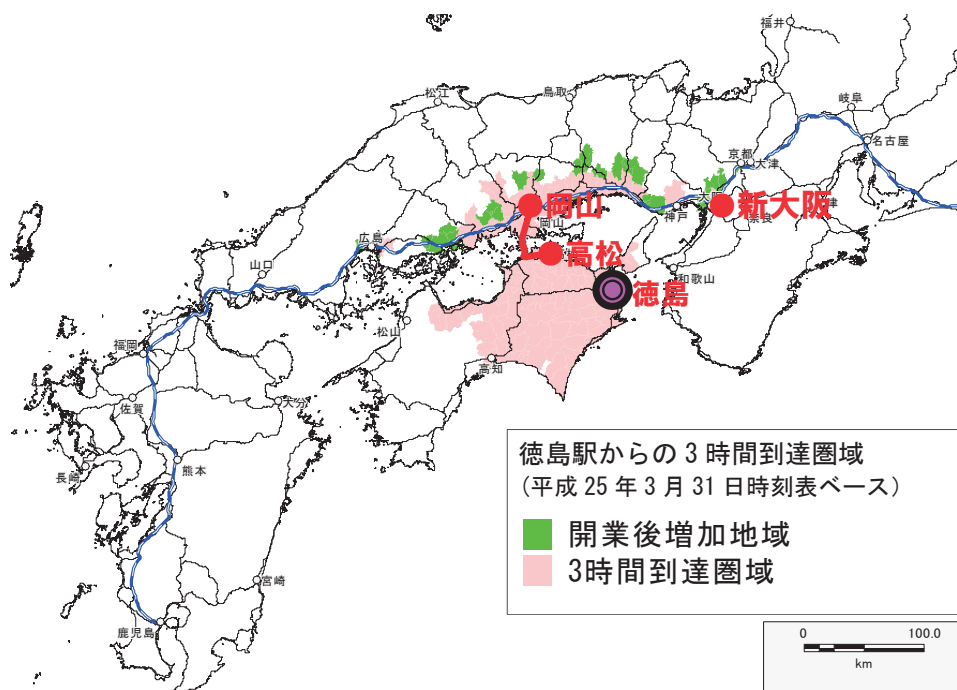 福井
松江
鳥取
岐阜
名古屋
京都
大津
大阪
新大阪
津
奈良
神戸
岡山
岡山
広島
高松
山口
和歌山
徳島
松山
福岡
高知
佐賀
大分
長崎
熊本
宮崎
鹿児島
徳島駅からの3時間到達圏域
(平成25年3月31日時刻表ベース)
開業後増加地域
3時間到達圏域
0 100.0
km